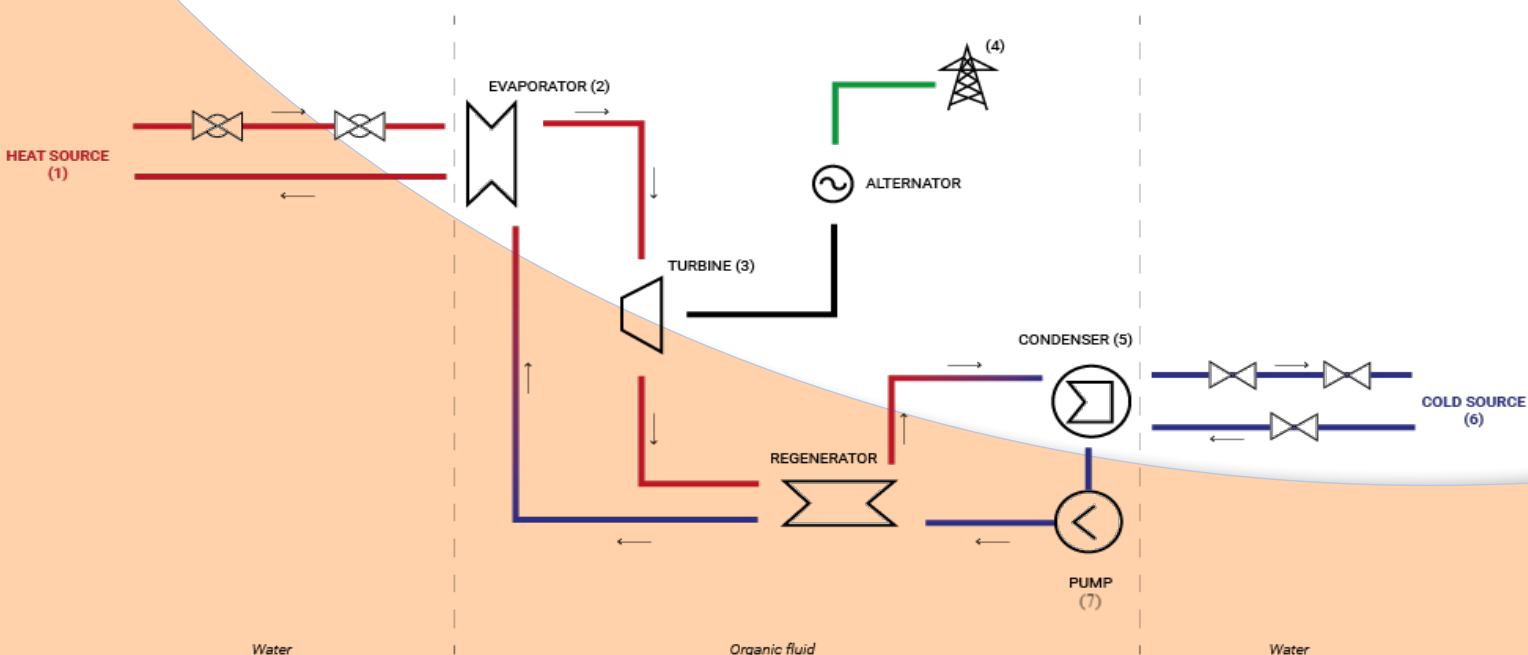 (4)
EVAPORATOR (2)
HEAT SOURCE
(1)
ALTERNATOR
TURBINE (3)
CONDENSER (5)
COLD SOURCE
(6)
REGENERATOR
PUMP
(7)
Water
Organic fluid
Water